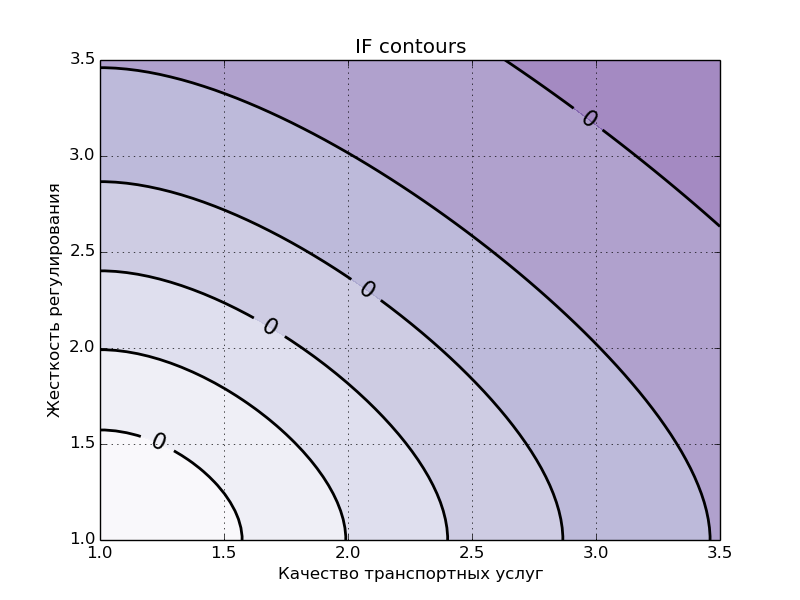 IF contours
3.5
3.0
2.5
2.0
1.5
1.0
Жесткость регулирования
0
0
0
0
1.0 1.5 2.0 2.5 3.0 3.5
Качество транспортных услуг